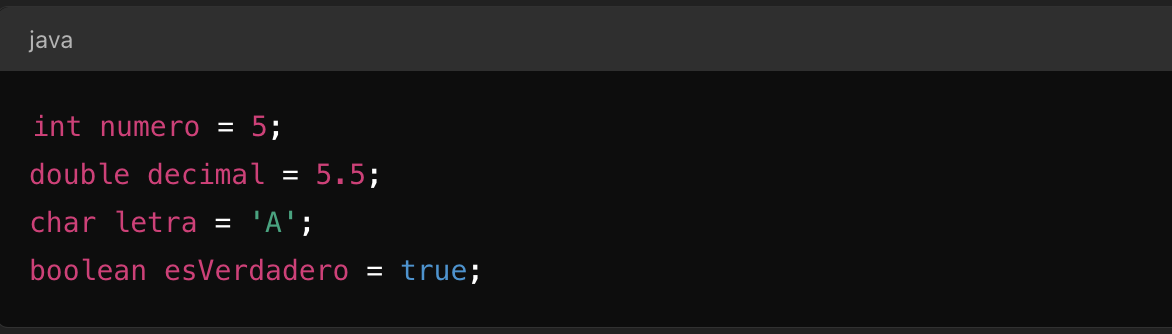 java
int numero = 5;
double decimal = 5.5;
char letra = 'A';
boolean esVerdadero = true;